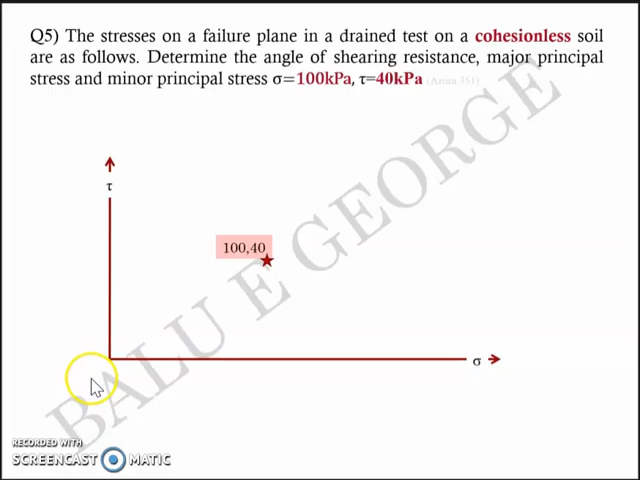 Q5) The stresses on a failure plane in a drained test on a cohesionless soil
are as follows. Determine the angle of shearing resistance, major principal
stress and minor principal stress σ=100kPa, τ=40kPa (Arora 351)
τ
100,40
σ
BALU E GEORGE
RECORDED WITH
SCREENCAST MATIC